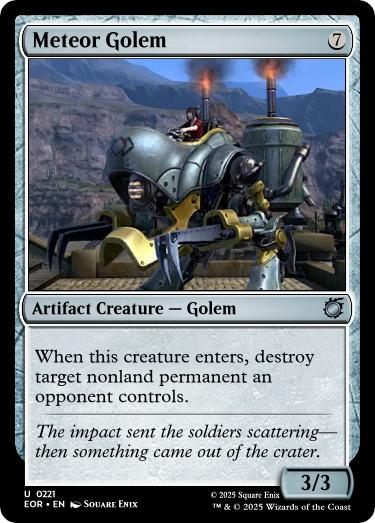 Meteor Golem 7
Artifact Creature — Golem
When this creature enters, destroy
target nonland permanent an
opponent controls.
The impact sent the soldiers scattering—
then something came out of the crater.
3/3
U 0221
EOR • EN SQUARE ENIX
© 2025 Square Enix
™ & © 2025 Wizards of the Coast